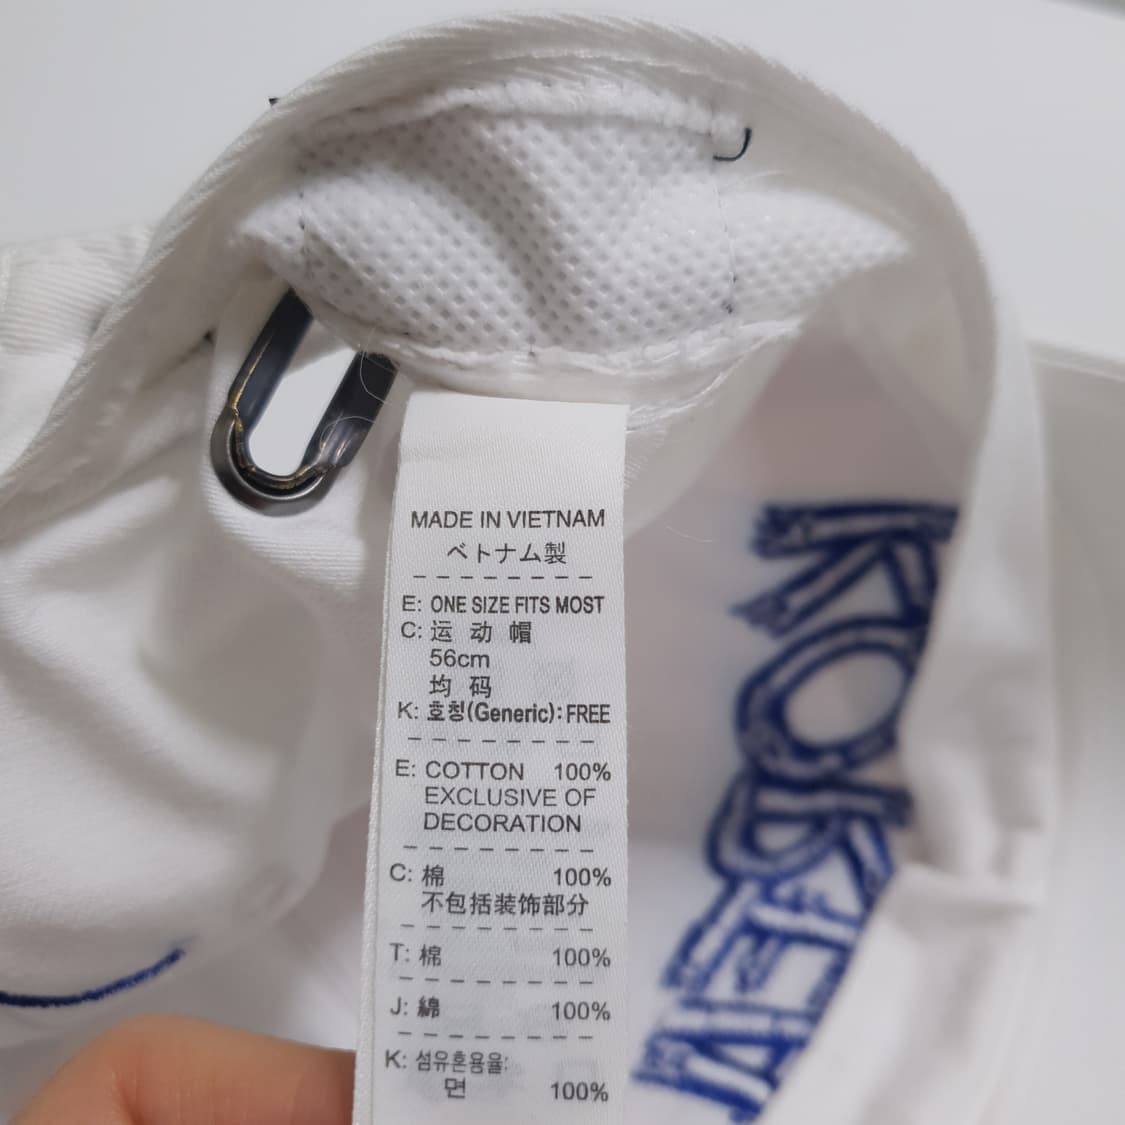 MADE IN VIETNAM
ベトナム製
E: ONE SIZE FITS MOST
C: 运 动 帽
56cm
均 码
K: 호칭(Generic): FREE
E: COTTON 100%
EXCLUSIVE OF
DECORATION
C: 棉 100%
不包括装饰部分
T: 棉 100%
J: 綿 100%
K: 섬유혼용율:
면 100%